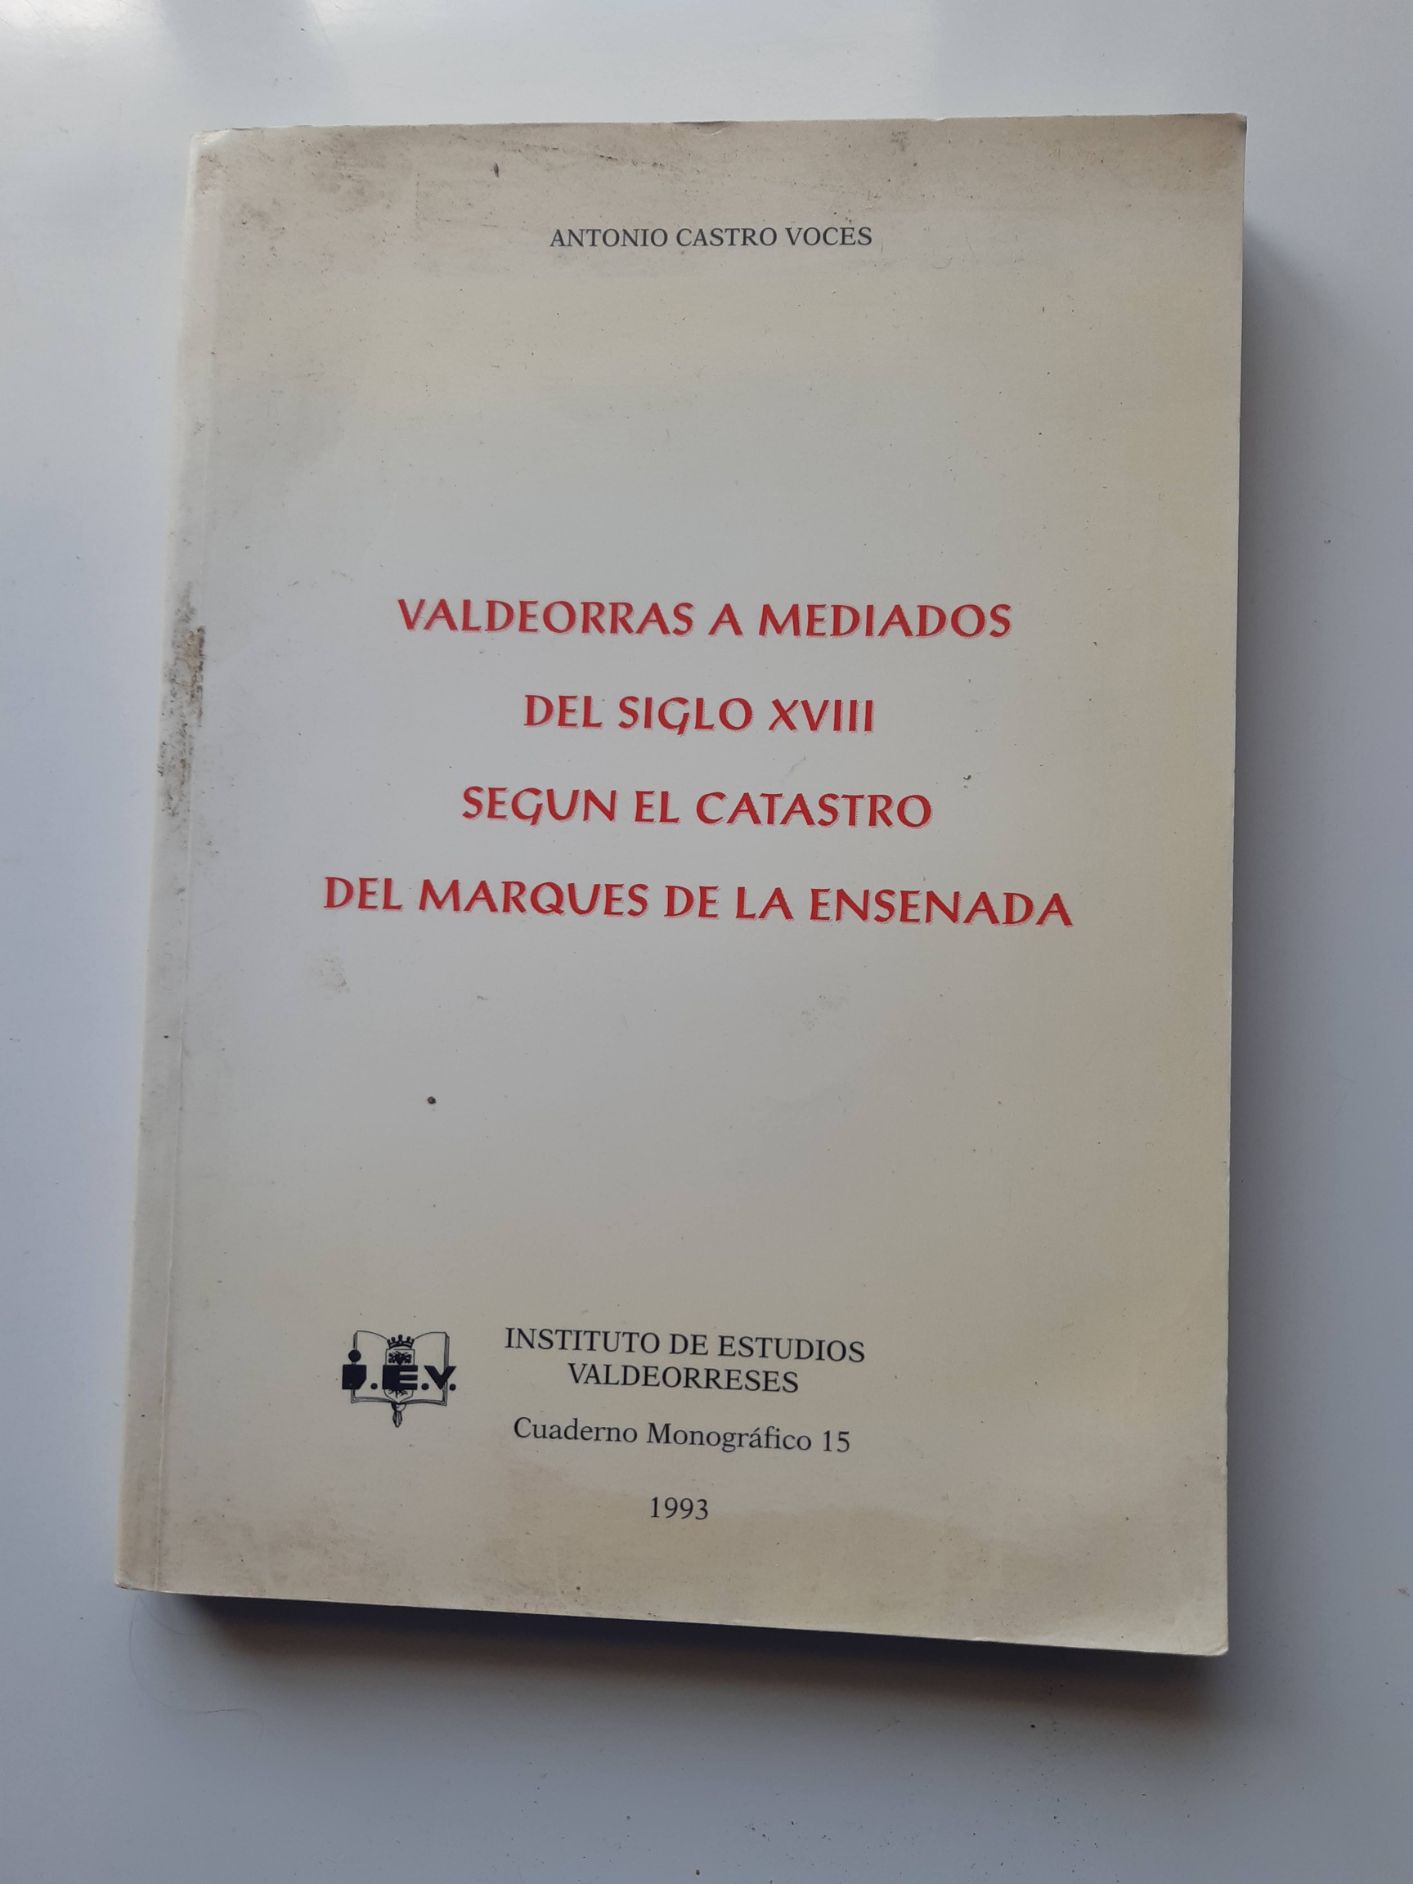 ANTONIO CASTRO VOCES
VALDEORRAS A MEDIADOS
DEL SIGLO XVIII
SEGUN EL CATASTRO
DEL MARQUES DE LA ENSENADA
i.E.V.
INSTITUTO DE ESTUDIOS
VALDEORRESES
Cuaderno Monográfico 15
1993